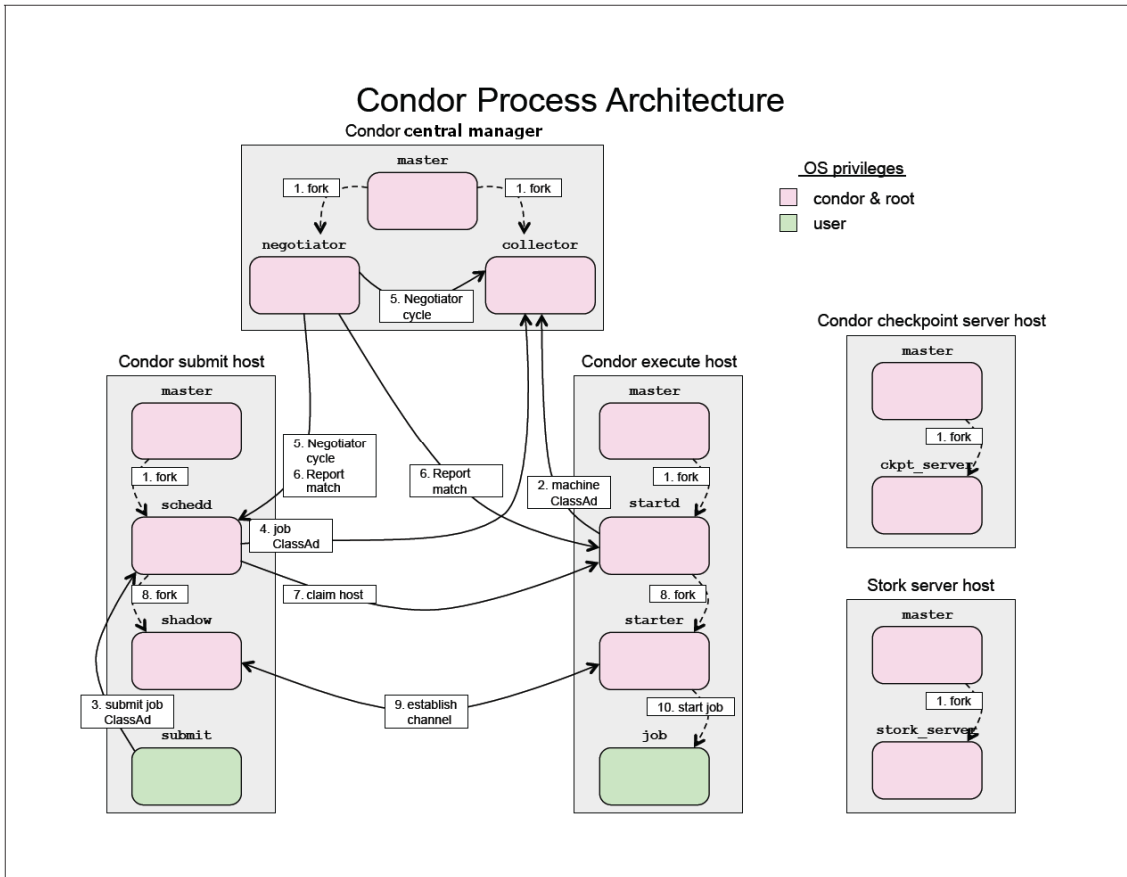 Condor Process Architecture
Condor central manager
master
1. fork
1. fork
negotiator
collector
5. Negotiator
cycle
OS privileges
condor & root
user
Condor submit host
master
1. fork
schedd
8. fork
shadow
3. submit job
ClassAd
submit
5. Negotiator
cycle
6. Report
match
4. job
ClassAd
7. claim host
6. Report
match
2. machine
ClassAd
9. establish
channel
Condor execute host
master
1. fork
startd
8. fork
starter
10. start job
job
Condor checkpoint server host
master
1. fork
ckpt_server
Stork server host
master
1. fork
stork_server